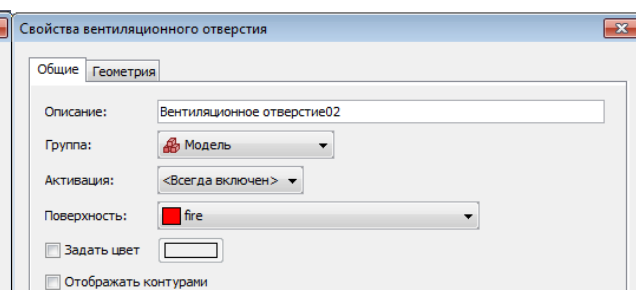 Свойства вентиляционного отверстия
Общие Геометрия
Описание: Вентиляционное отверстие02
Группа: Модель
Активация: <Всегда включен>
Поверхность: fire
Задать цвет
Отображать контурами